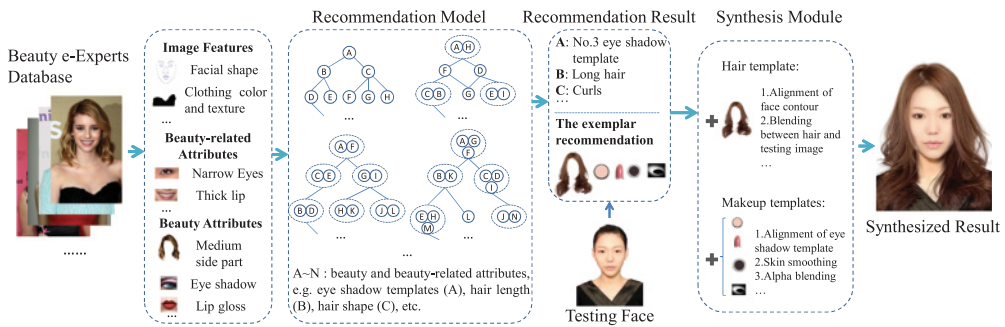 Beauty e-Experts
Database
......
Image Features
Facial shape
Clothing color
and texture
...
Beauty-related
Attributes
Narrow Eyes
Thick lip
...
Beauty Attributes
Medium
side part
Eye shadow
Lip gloss
Recommendation Model
A
B C
D E F G H
...
A H
F D
C B G E I
...
A F
C E G I
B D H K J L
...
A G
F
B K C D
I
E H
M
L J N
...
A~N : beauty and beauty-related attributes,
e.g. eye shadow templates (A), hair length
(B), hair shape (C), etc.
Recommendation Result
A: No.3 eye shadow
template
B: Long hair
C: Curls
...
The exemplar
recommendation
Testing Face
Synthesis Module
Hair template:
1.Alignment of
face contour
2.Blending
between hair and
testing image
...
Makeup templates:
1.Alignment of eye
shadow template
2.Skin smoothing
3.Alpha blending
...
Synthesized Result